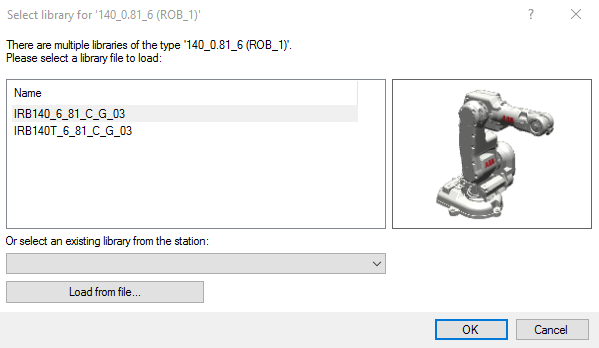 Select library for '140_0.81_6 (ROB_1)'
There are multiple libraries of the type '140_0.81_6 (ROB_1)'.
Please select a library file to load:
Name
IRB140_6_81_C_G_03
IRB140T_6_81_C_G_03
ABB
ABB
Or select an existing library from the station:
Load from file...
OK
Cancel